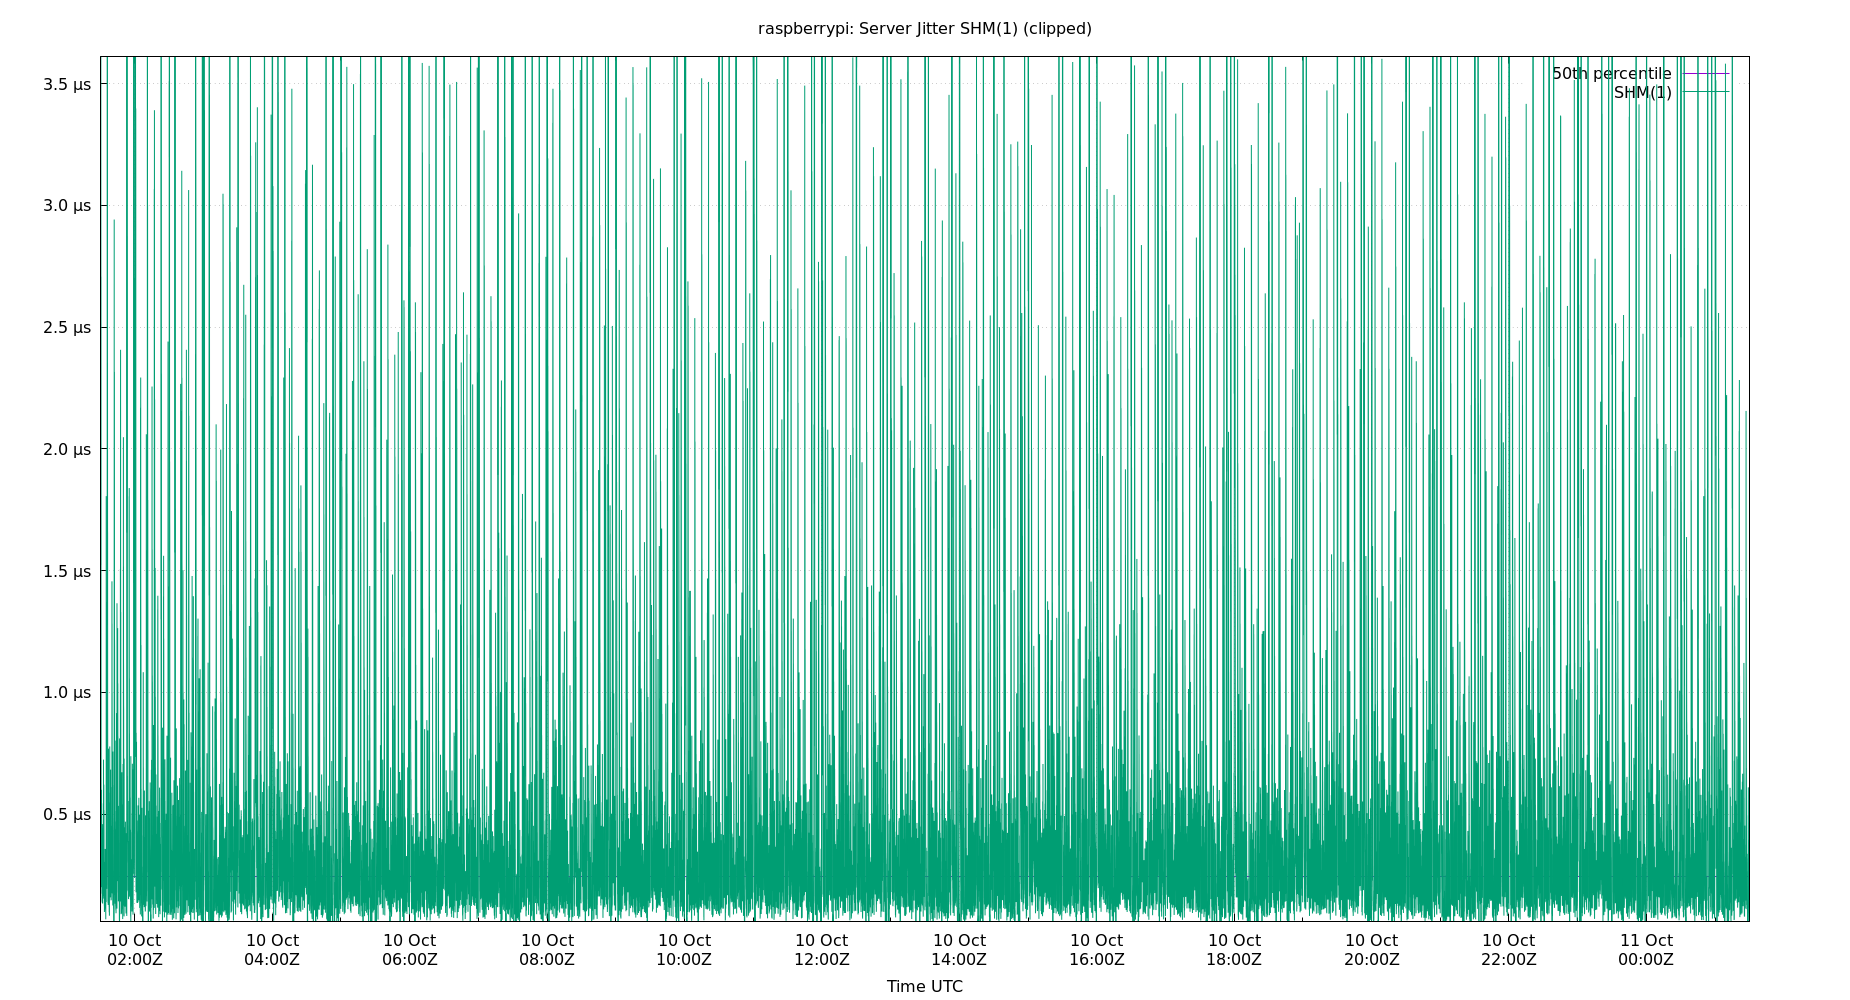 raspberrypi: Server Jitter SHM(1) (clipped)
50th percentile
SHM(1)
3.5 µs
3.0 µs
2.5 µs
2.0 µs
1.5 µs
1.0 µs
0.5 µs
10 Oct 10 Oct 10 Oct 10 Oct 10 Oct 10 Oct 10 Oct 10 Oct 10 Oct 10 Oct 10 Oct 11 Oct
02:00Z 04:00Z 06:00Z 08:00Z 10:00Z 12:00Z 14:00Z 16:00Z 18:00Z 20:00Z 22:00Z 00:00Z
Time UTC